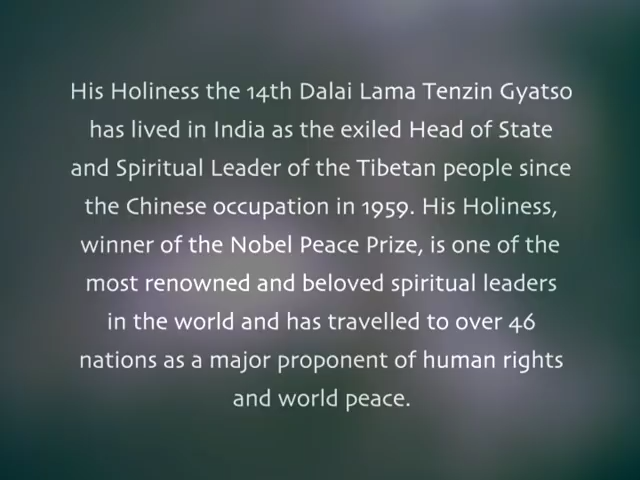 His Holiness the 14th Dalai Lama Tenzin Gyatso
has lived in India as the exiled Head of State
and Spiritual Leader of the Tibetan people since
the Chinese occupation in 1959. His Holiness,
winner of the Nobel Peace Prize, is one of the
most renowned and beloved spiritual leaders
in the world and has travelled to over 46
nations as a major proponent of human rights
and world peace.